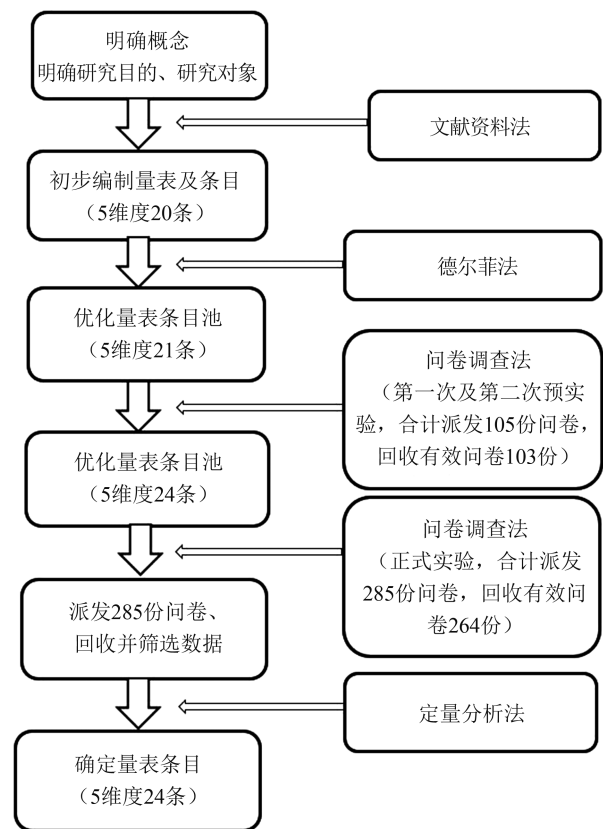 明确概念
明确研究目的、研究对象
文献资料法
初步编制量表及条目
（5维度20条）
德尔菲法
优化量表条目池
（5维度21条）
问卷调查法
（第一次及第二次预实
验，合计派发105份问卷，
回收有效问卷103份）
优化量表条目池
（5维度24条）
问卷调查法
（正式实验，合计派发
285份问卷，回收有效问
卷264份）
派发285份问卷、
回收并筛选数据
定量分析法
确定量表条目
（5维度24条）